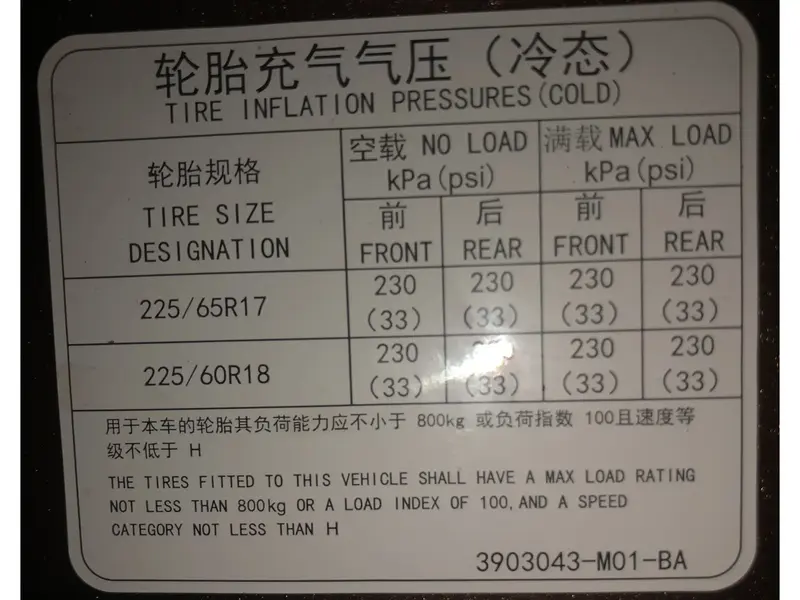 轮胎充气气压（冷态）
TIRE INFLATION PRESSURES(COLD)
轮胎规格
TIRE SIZE
DESIGNATION
空载 NO LOAD
kPa(psi)
满载 MAX LOAD
kPa(psi)
前
FRONT
后
REAR
前
FRONT
后
REAR
225/65R17
230
(33)
230
(33)
230
(33)
230
(33)
225/60R18
230
(33)
(33)
230
(33)
230
(33)
用于本车的轮胎其负荷能力应不小于 800kg 或负荷指数 100且速度等
级不低于 H
THE TIRES FITTED TO THIS VEHICLE SHALL HAVE A MAX LOAD RATING
NOT LESS THAN 800kg OR A LOAD INDEX OF 100,AND A SPEED
CATEGORY NOT LESS THAN H
3903043-M01-BA